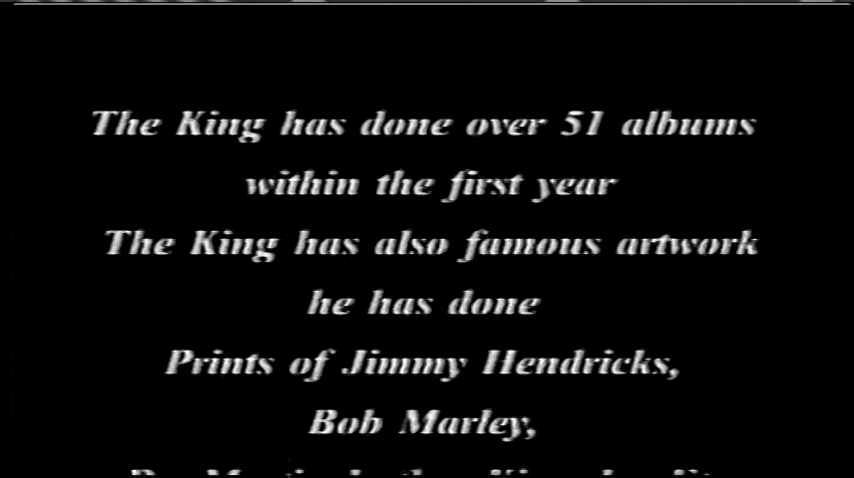 The King has done over 51 albums
within the first year
The King has also famous artwork
he has done
Prints of Jimmy Hendricks,
Bob Marley,